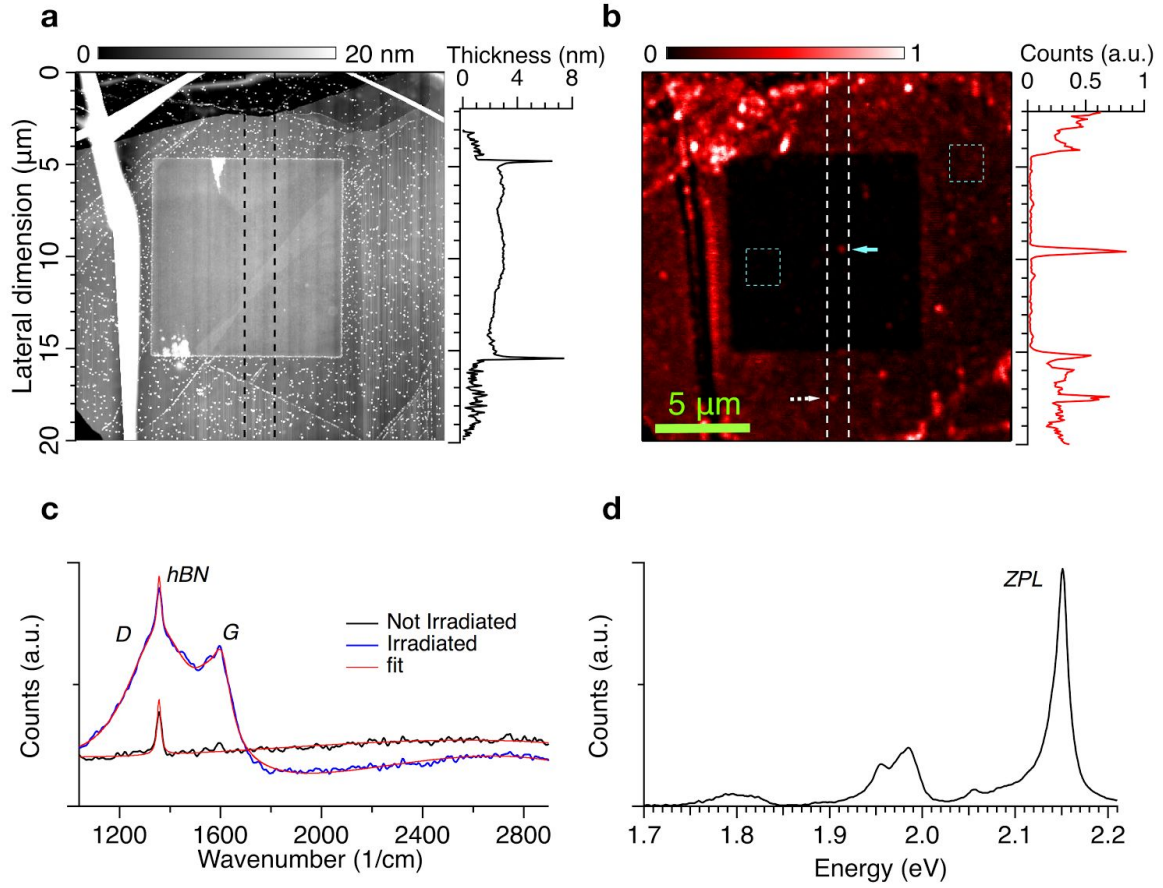 a
0
20 nm
Thickness (nm)
0 4 8
Lateral dimension (µm)
0
5
10
15
20
b
0
1
Counts (a.u.)
0 0.5 1
5 µm
c
D
hBN
G
Not Irradiated
Irradiated
fit
Counts (a.u.)
1200 1600 2000 2400 2800
Wavenumber (1/cm)
d
ZPL
Counts (a.u.)
1.7 1.8 1.9 2.0 2.1 2.2
Energy (eV)